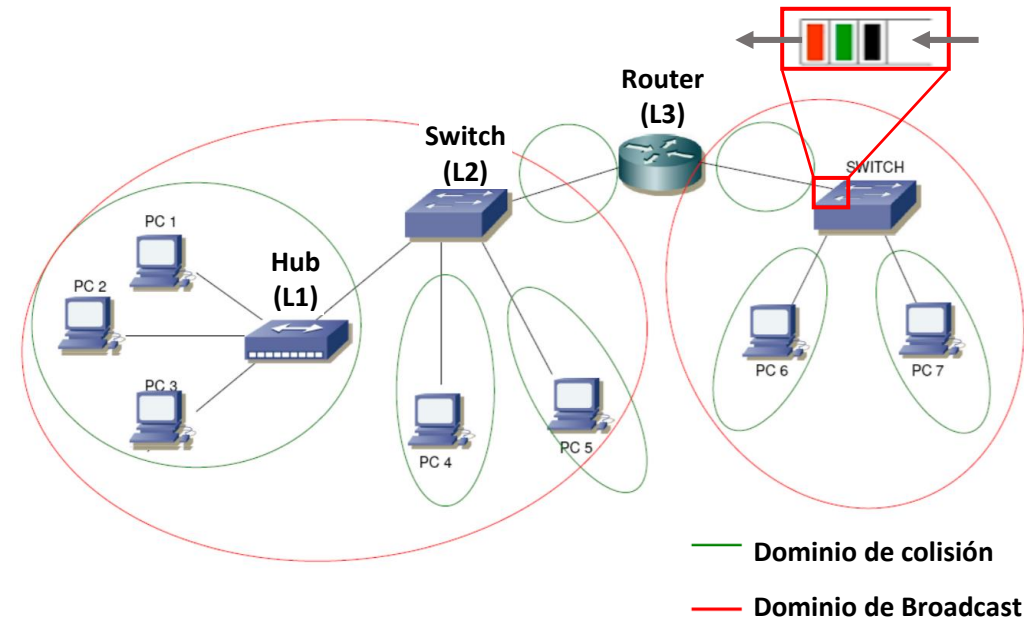 Router
(L3)
Switch
(L2)
SWITCH
PC 1
Hub
(L1)
PC 2
PC 3
PC 4
PC 5
PC 6
PC 7
Dominio de colisión
Dominio de Broadcast